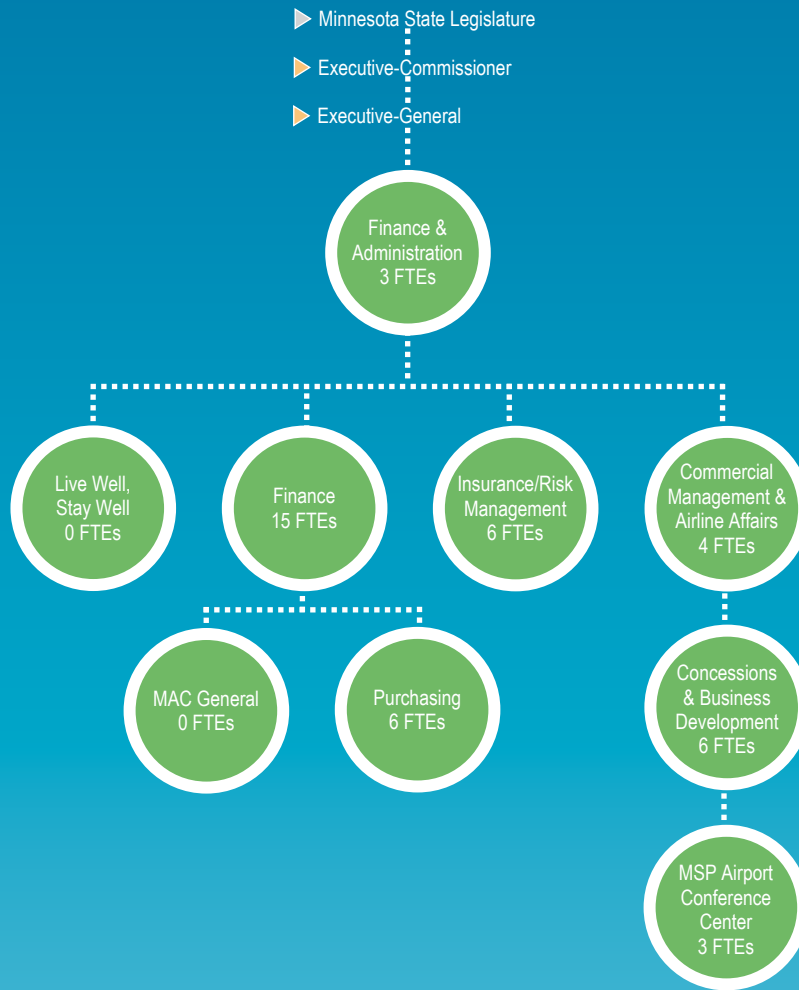 Minnesota State Legislature
Executive-Commissioner
Executive-General
Finance &
Administration
3 FTEs
Live Well,
Stay Well
0 FTEs
Finance
15 FTEs
Insurance/Risk
Management
6 FTEs
Commercial
Management &
Airline Affairs
4 FTEs
MAC General
0 FTEs
Purchasing
6 FTEs
Concessions
& Business
Development
6 FTEs
MSP Airport
Conference
Center
3 FTEs